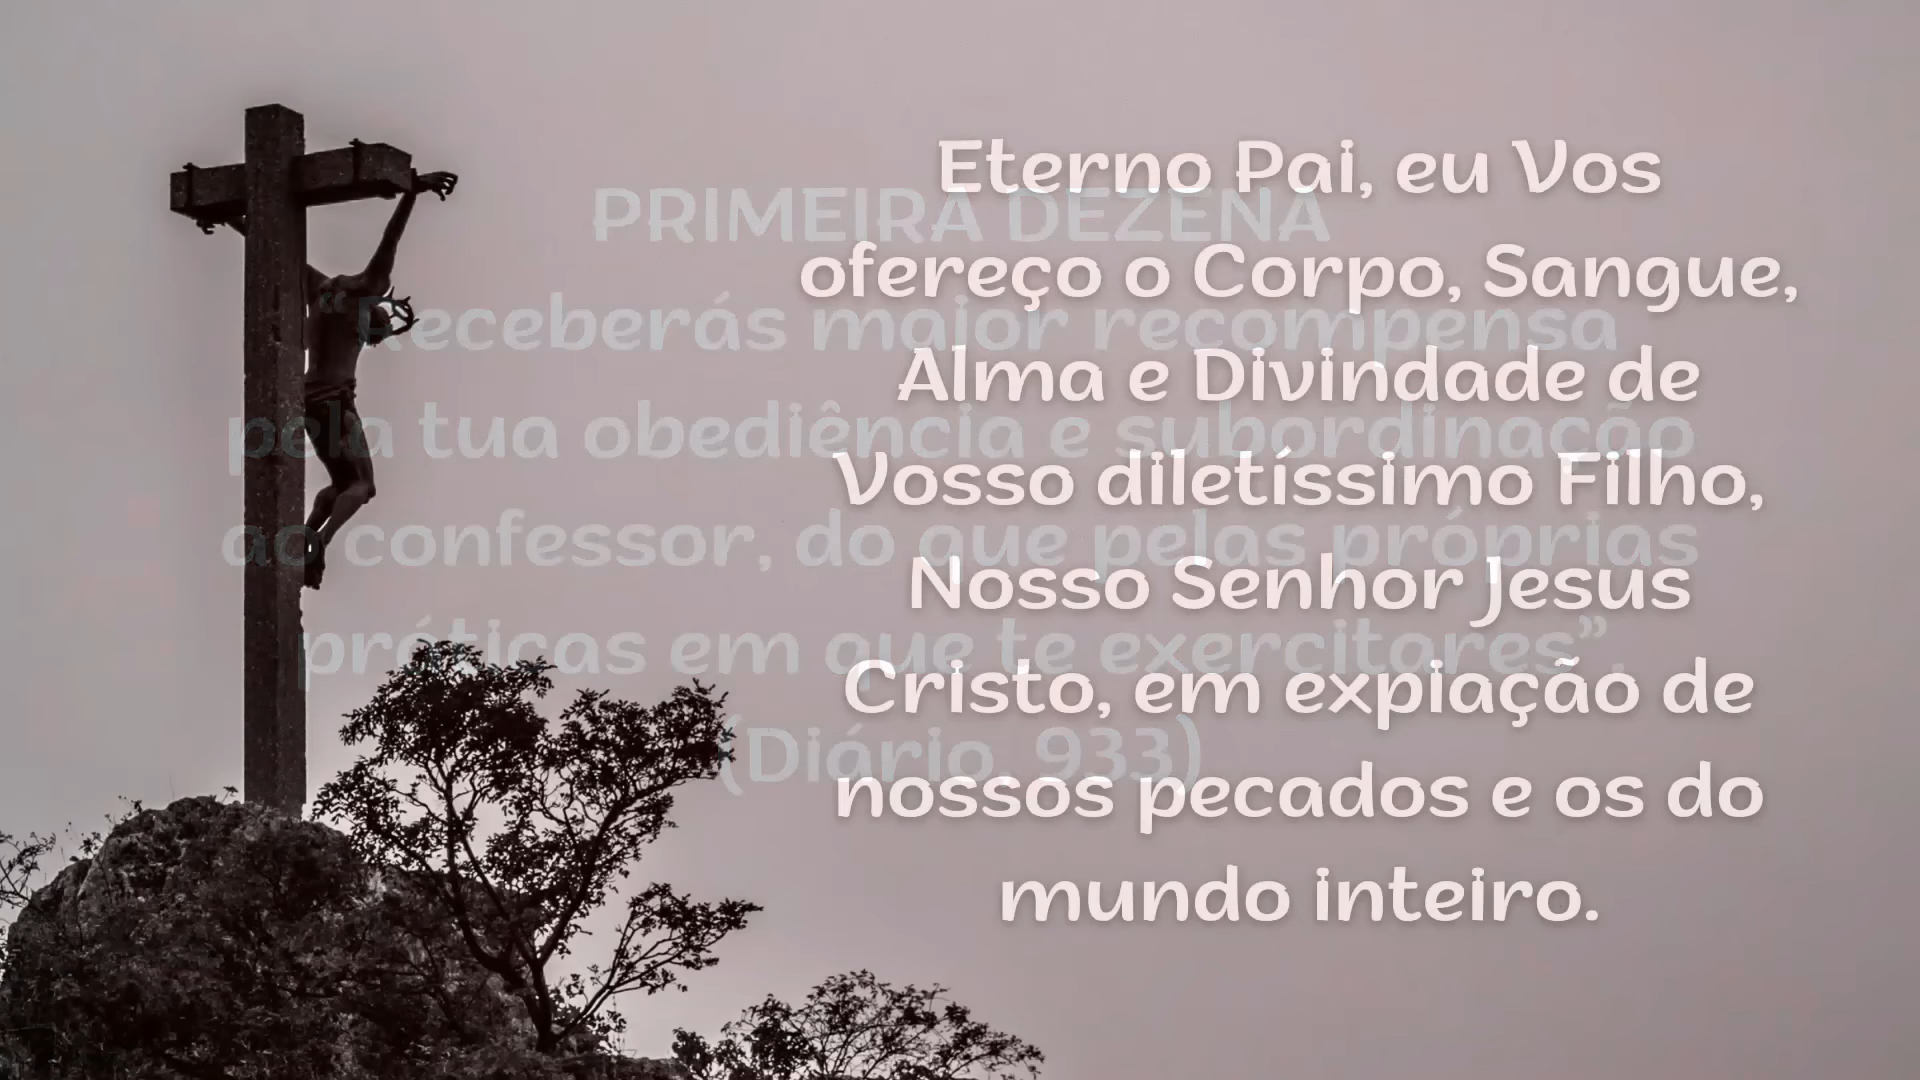 Eterno Pai, eu Vos
ofereço o Corpo, Sangue,
Alma e Divindade de
Vosso diletíssimo Filho,
Nosso Senhor Jesus
Cristo, em expiação de
nossos pecados e os do
mundo inteiro.
PRIMEIRA DEZENA
“Receberás maior recompensa
pela tua obediência e subordinação
ao confessor, do que pelas próprias
práticas em que te exercitares”.
(Diário, 933)